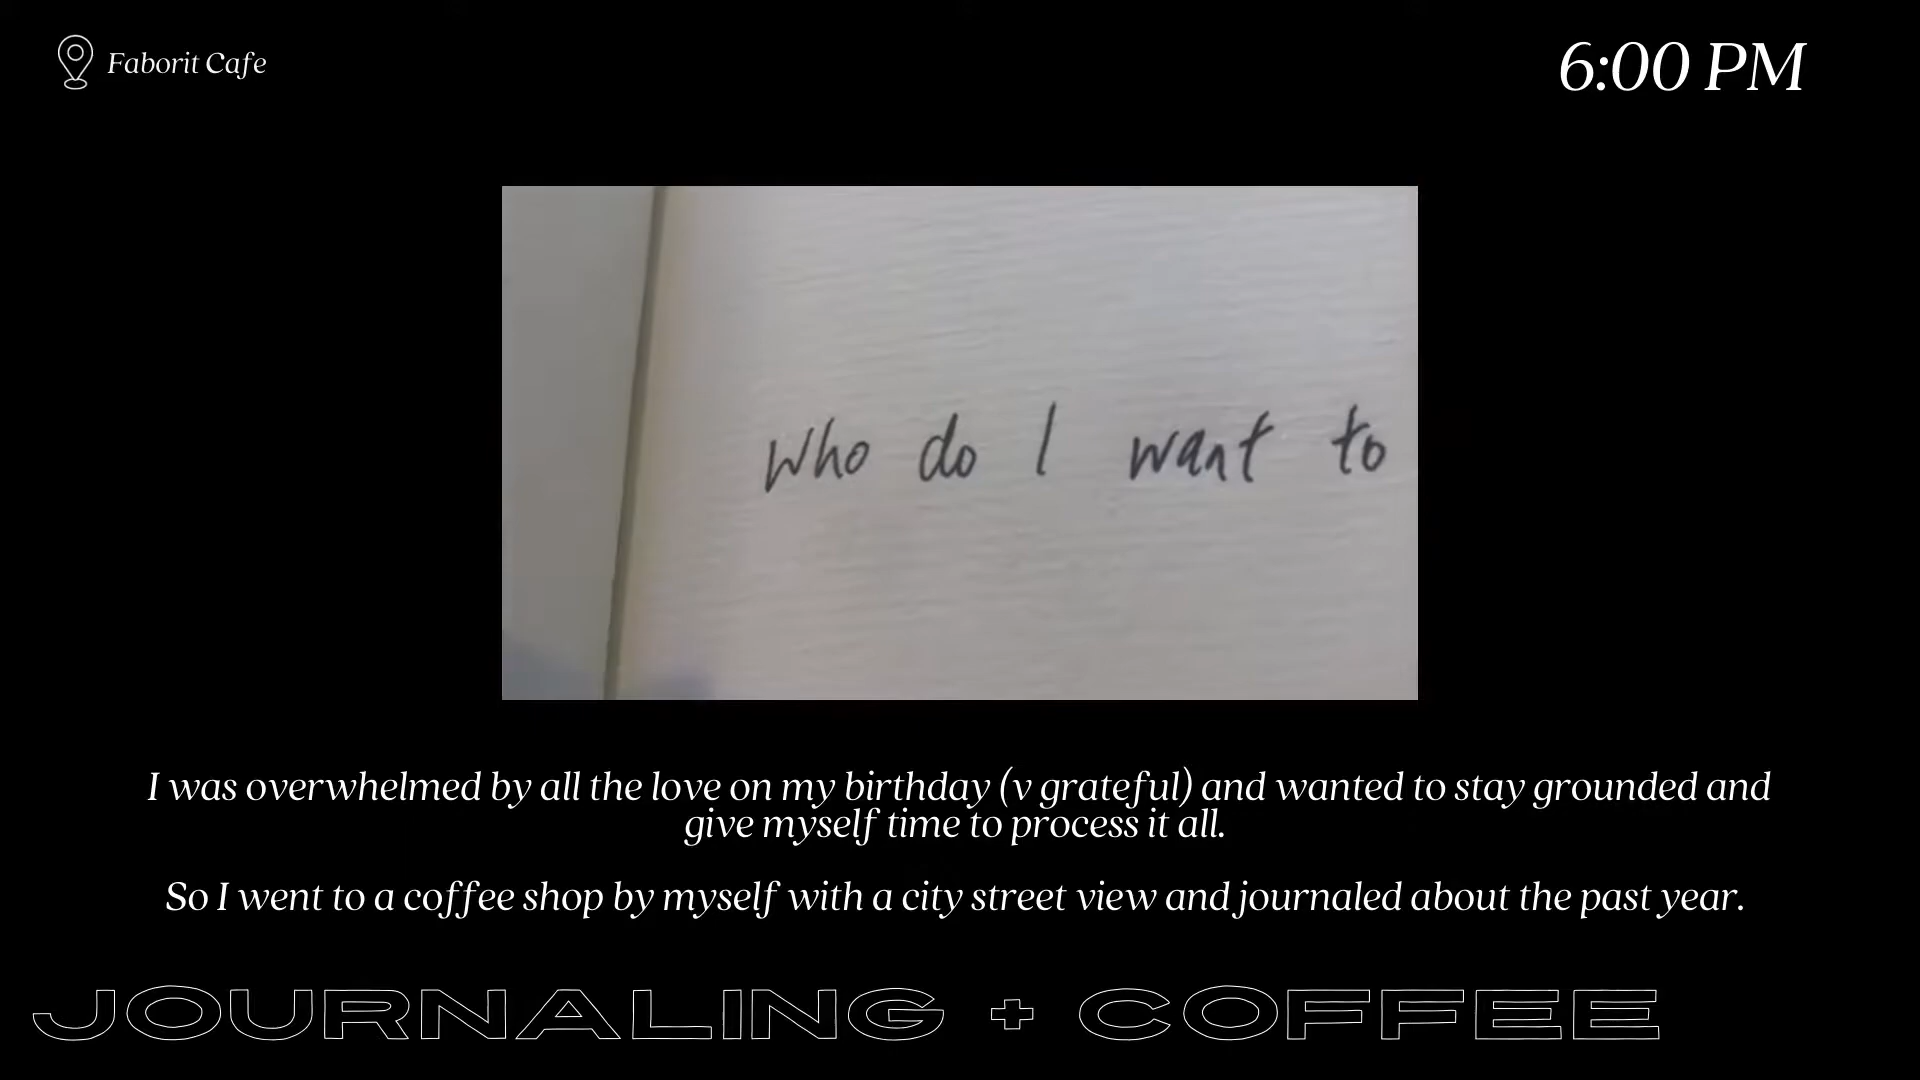 Faborit Cafe
6:00 PM
Who do I want to
I was overwhelmed by all the love on my birthday (v grateful) and wanted to stay grounded and
give myself time to process it all.
So I went to a coffee shop by myself with a city street view and journaled about the past year.
JOURNALING + COFFEE